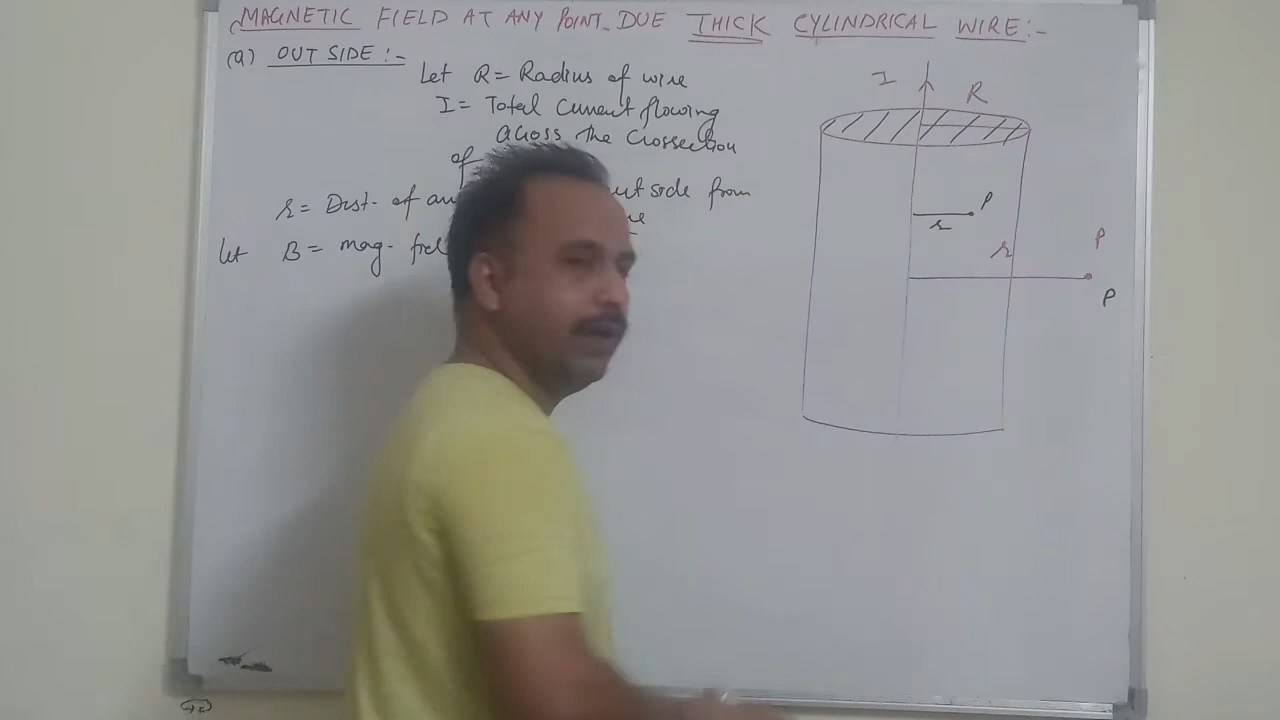 MAGNETIC FIELD AT ANY POINT DUE THICK CYLINDRICAL WIRE:-
(a) OUT SIDE :-
Let R = Radius of wire
I = Total Current flowing
across the Crossection
of
r = Dist. of an
out side from
let B = mag. fiel
I
R
P
r
r
P
P